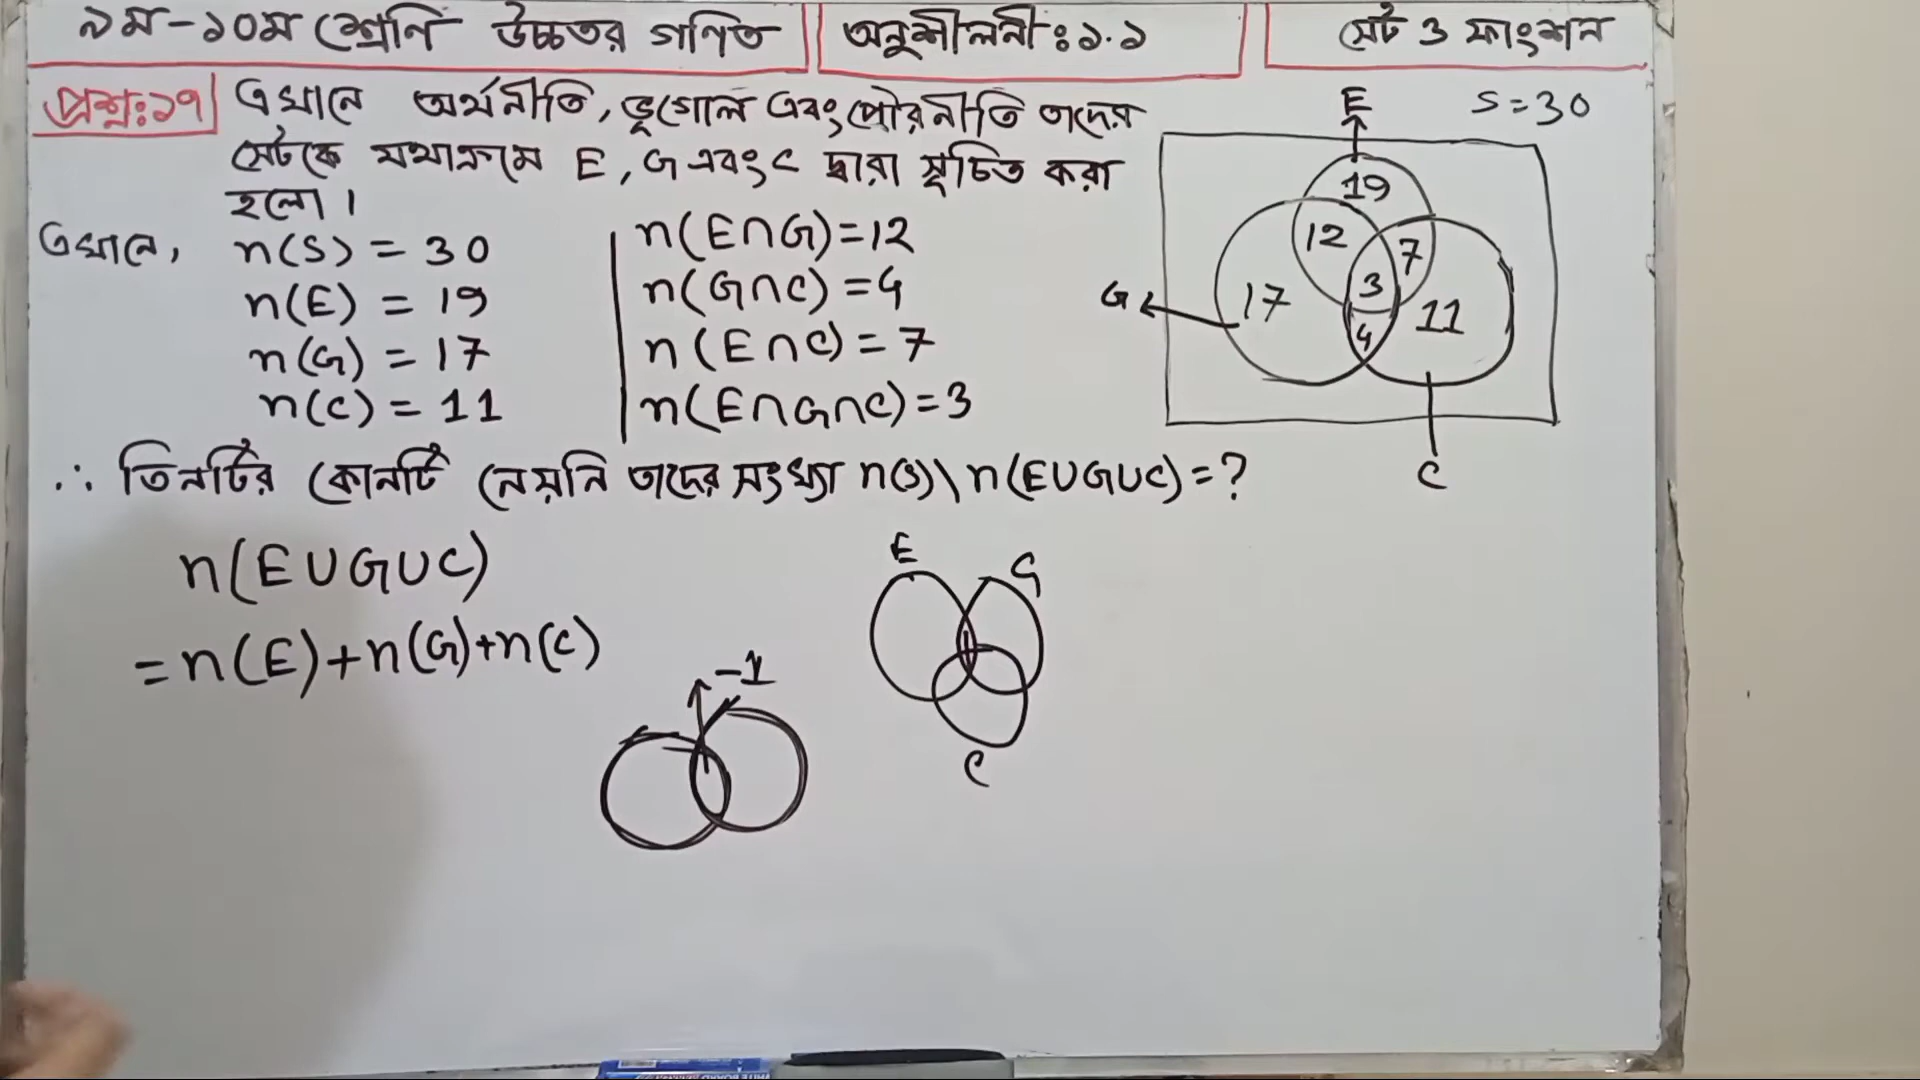 ৯ম-১০ম শ্রেণি উচ্চতর গণিত
অনুশীলনী: ১.১
সেট ও ফাংশন
প্রশ্ন: ১৭
এখানে অর্থনীতি, ভূগোল এবং পৌরনীতি তাদের
সেটকে যথাক্রমে E, G এবং C দ্বারা সূচিত করা
হলো।
এখানে, n(S) = 30
n(E) = 19
n(G) = 17
n(C) = 11
n(E∩G)=12
n(G∩C)=4
n(E∩C)=7
n(E∩G∩C)=3
E
S=30
19
12
7
3
G
17
11
4
C
∴ তিনটির কোনটি নেয়নি তাদের সংখ্যা n(S)\n(E∪G∪C)=?
n(E∪G∪C)
=n(E)+n(G)+n(C)
-1
E
G
C